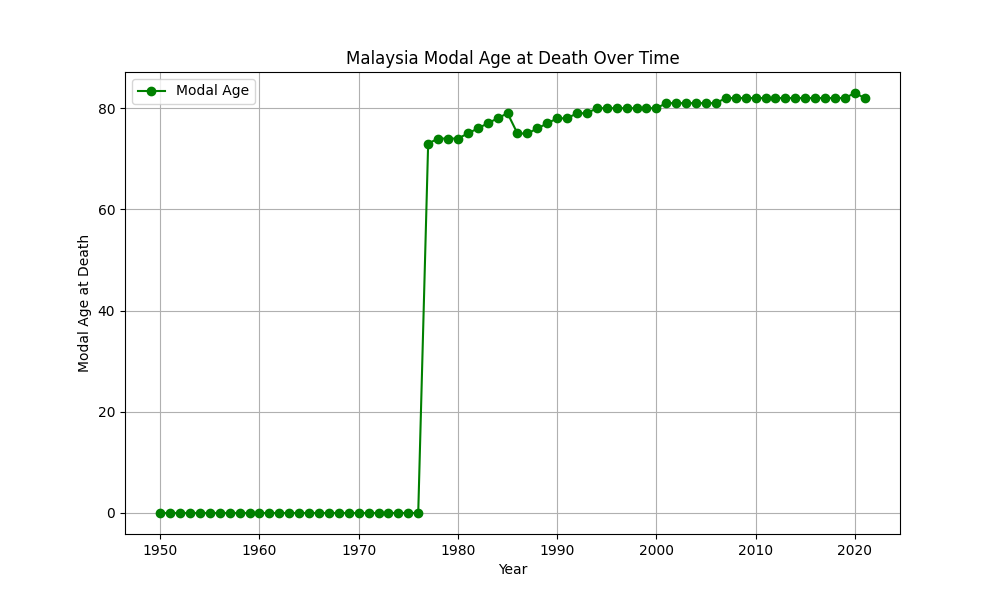 Malaysia Modal Age at Death Over Time
Modal Age
Modal Age at Death
80
60
40
20
0
1950 1960 1970 1980 1990 2000 2010 2020
Year